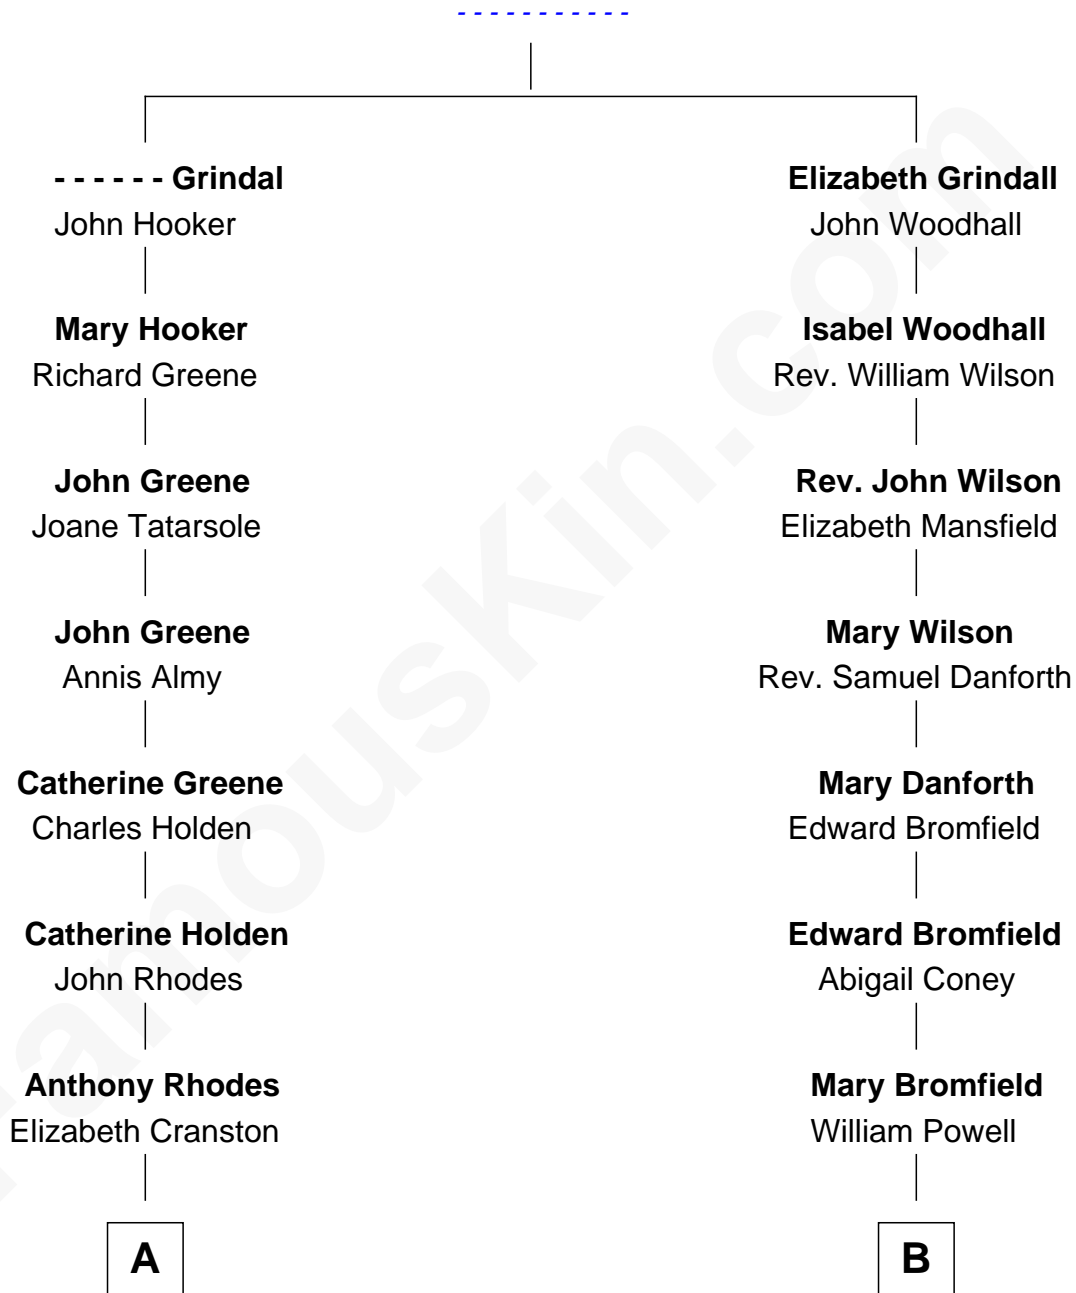 - - - - - - - - - - -
- - - - - - Grindal
John Hooker
Mary Hooker
Richard Greene
John Greene
Joane Tatarsole
John Greene
Annis Almy
Catherine Greene
Charles Holden
Catherine Holden
John Rhodes
Anthony Rhodes
Elizabeth Cranston
A
Elizabeth Grindall
John Woodhall
Isabel Woodhall
Rev. William Wilson
Rev. John Wilson
Elizabeth Mansfield
Mary Wilson
Rev. Samuel Danforth
Mary Danforth
Edward Bromfield
Edward Bromfield
Abigail Coney
Mary Bromfield
William Powell
B
FamousKin.com